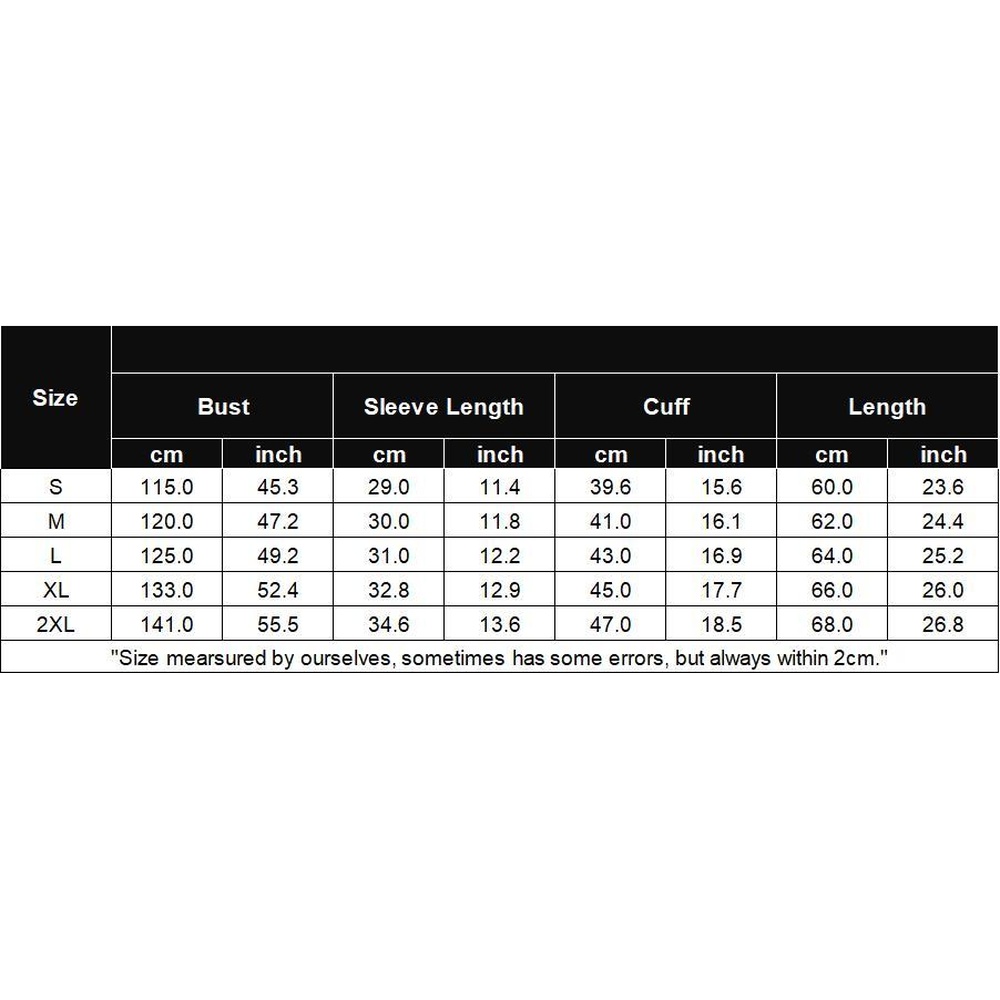 Size
Bust Sleeve Length Cuff Length
cm inch cm inch cm inch cm inch
S 115.0 45.3 29.0 11.4 39.6 15.6 60.0 23.6
M 120.0 47.2 30.0 11.8 41.0 16.1 62.0 24.4
L 125.0 49.2 31.0 12.2 43.0 16.9 64.0 25.2
XL 133.0 52.4 32.8 12.9 45.0 17.7 66.0 26.0
2XL 141.0 55.5 34.6 13.6 47.0 18.5 68.0 26.8
"Size mearsured by ourselves, sometimes has some errors, but always within 2cm."